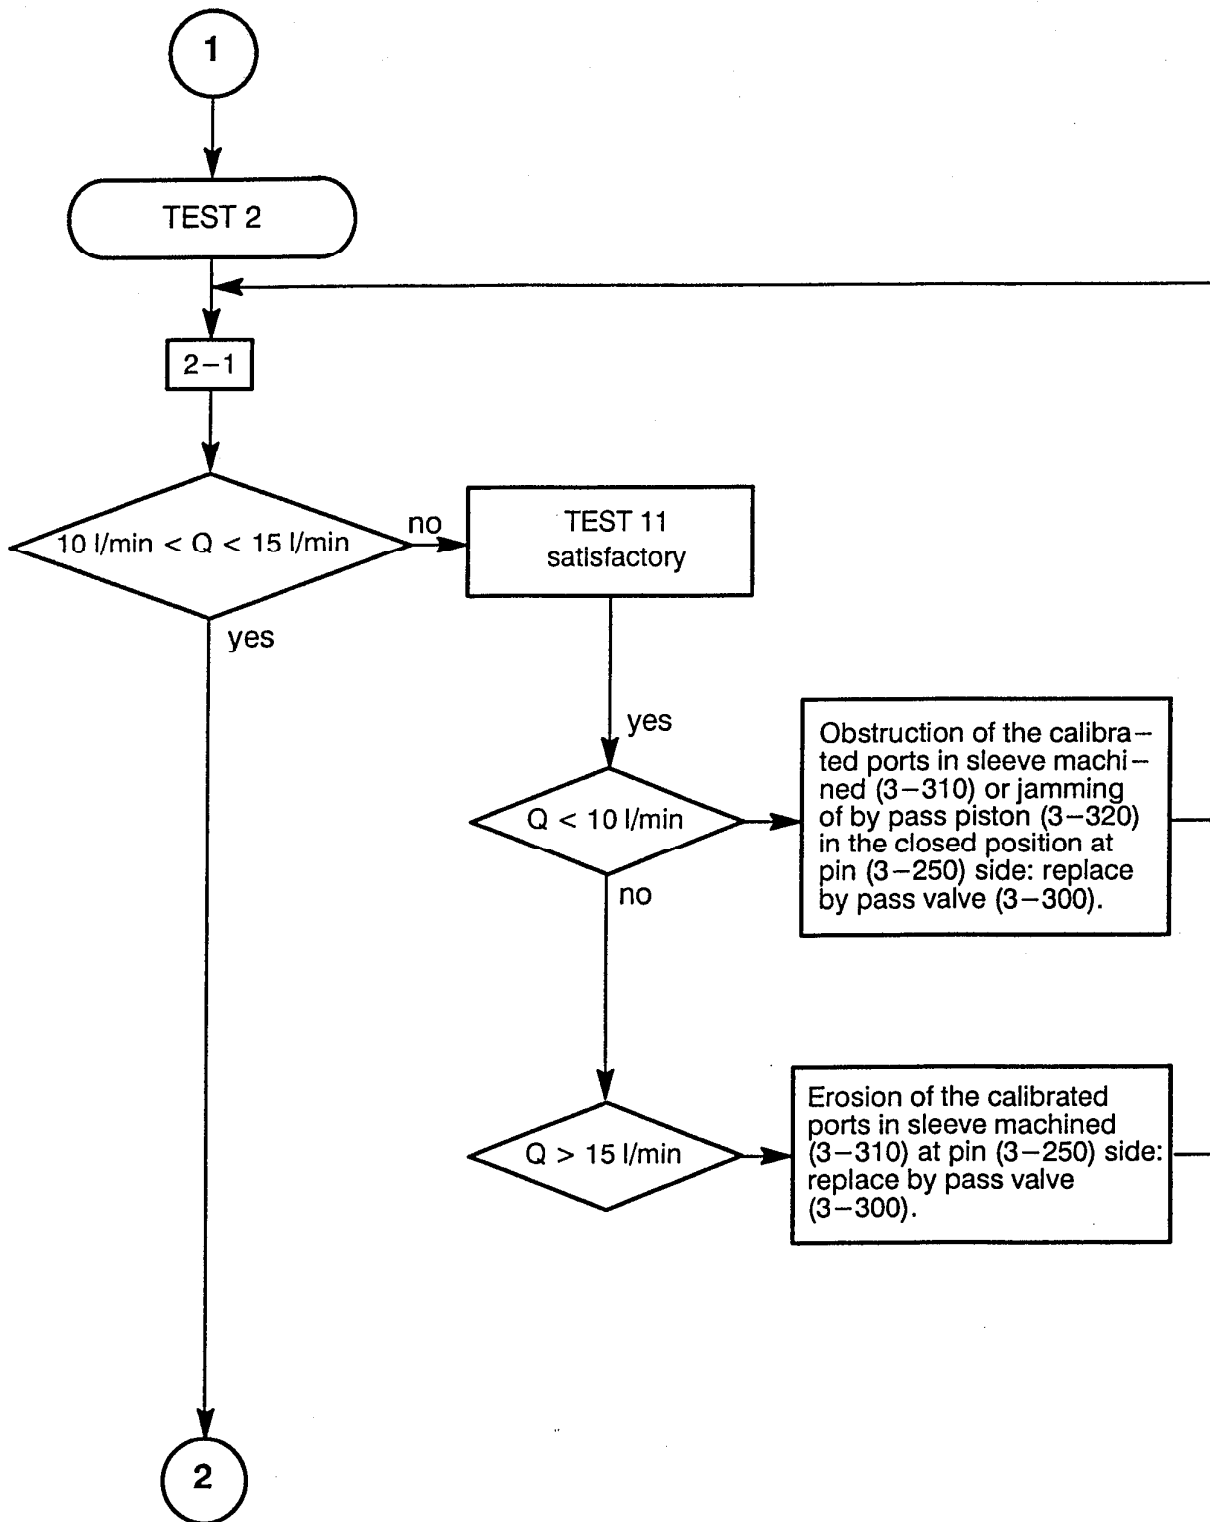 1
TEST 2
2-1
10 l/min < Q < 15 l/min
no
TEST 11
satisfactory
yes
yes
Q < 10 l/min
Obstruction of the calibra-
ted ports in sleeve machi-
ned (3-310) or jamming
of by pass piston (3-320)
in the closed position at
pin (3-250) side: replace
by pass valve (3-300).
no
Q > 15 l/min
Erosion of the calibrated
ports in sleeve machined
(3-310) at pin (3-250) side:
replace by pass valve
(3-300).
2